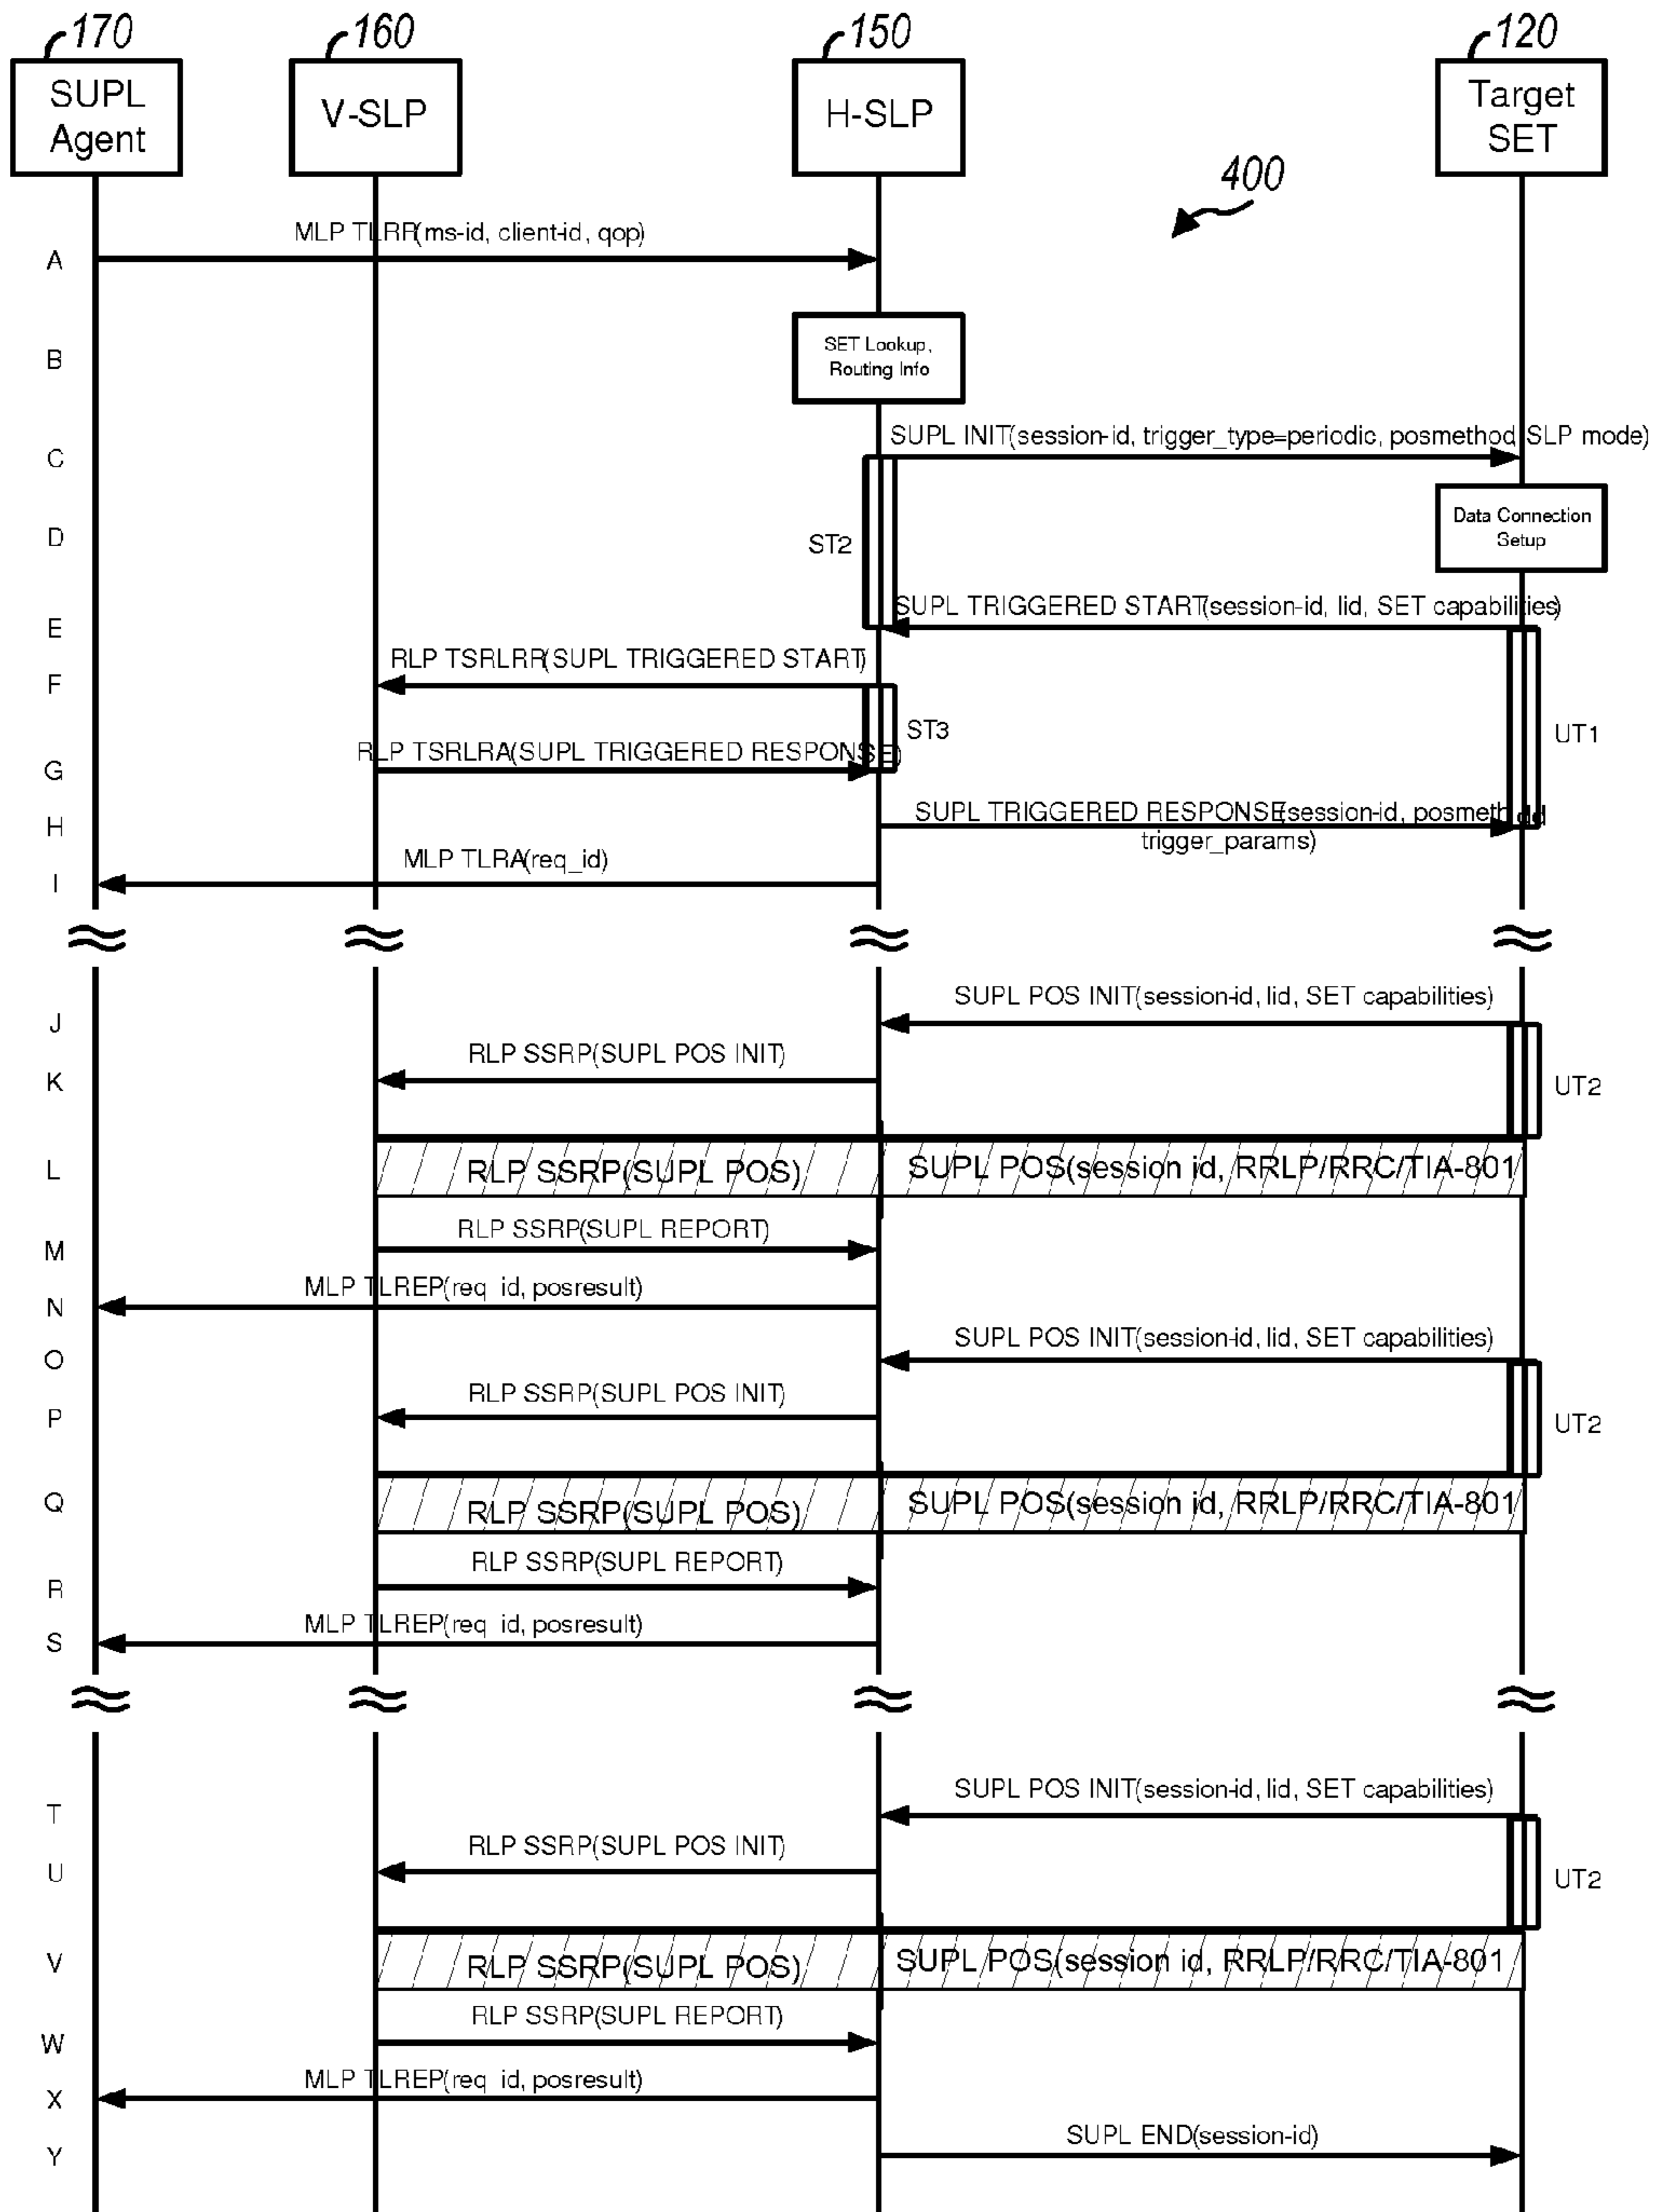 170
160
150
120
SUPL
Agent
V-SLP
H-SLP
Target
SET
400
MLP TLRR(ms-id, client-id, qop)
A
SET Lookup,
Routing Info
B
SUPL INIT(session-id, trigger_type=periodic, posmethod, SLP mode)
C
Data Connection
Setup
D
ST2
SUPL TRIGGERED START(session-id, lid, SET capabilities)
E
RLP TSRLRR(SUPL TRIGGERED START)
F
ST3
UT1
RLP TSRLRA(SUPL TRIGGERED RESPONSE)
G
SUPL TRIGGERED RESPONSE(session-id, posmethod
trigger_params)
H
MLP TLRA(req_id)
I
SUPL POS INIT(session-id, lid, SET capabilities)
J
RLP SSRP(SUPL POS INIT)
K
UT2
L
RLP SSRP(SUPL POS)
SUPL POS(session id, RRLP/RRC/TIA-801
RLP SSRP(SUPL REPORT)
M
MLP TLREP(req_id, posresult)
N
SUPL POS INIT(session-id, lid, SET capabilities)
O
RLP SSRP(SUPL POS INIT)
P
UT2
Q
RLP SSRP(SUPL POS)
SUPL POS(session id, RRLP/RRC/TIA-801
RLP SSRP(SUPL REPORT)
R
MLP TLREP(req_id, posresult)
S
SUPL POS INIT(session-id, lid, SET capabilities)
T
RLP SSRP(SUPL POS INIT)
U
UT2
V
RLP SSRP(SUPL POS)
SUPL POS(session id, RRLP/RRC/TIA-801
RLP SSRP(SUPL REPORT)
W
MLP TLREP(req_id, posresult)
X
SUPL END(session-id)
Y